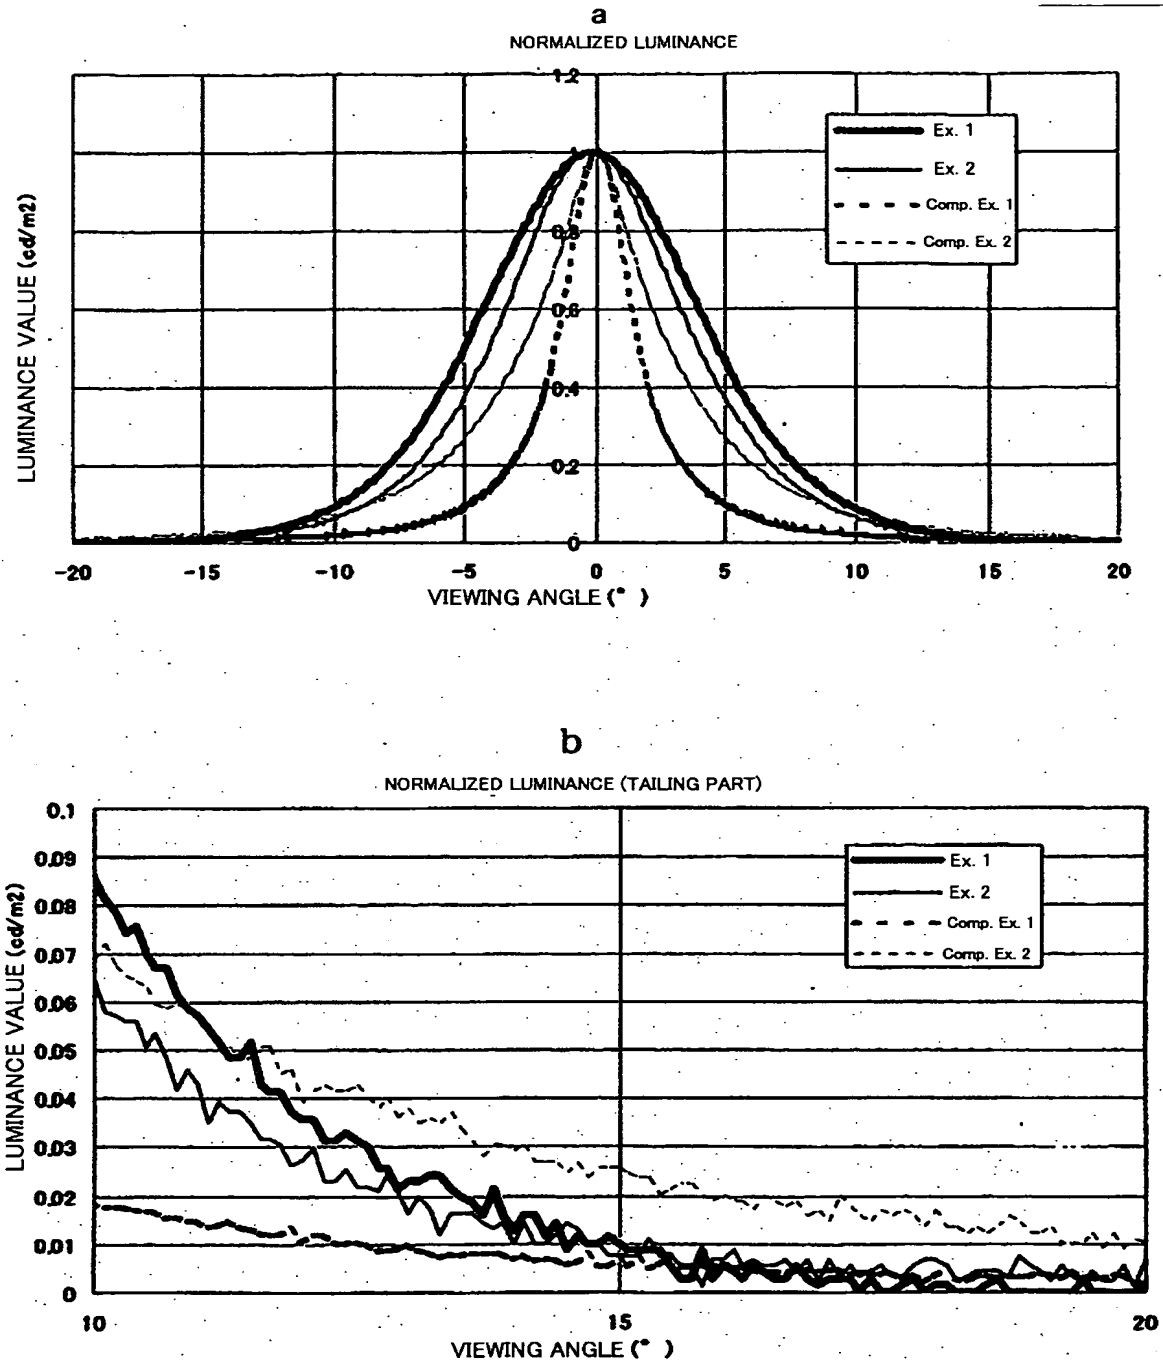 a
NORMALIZED LUMINANCE
1.2
0.8
0.6
0.4
0.2
0
LUMINANCE VALUE (cd/m2)
Ex. 1
Ex. 2
Comp. Ex. 1
Comp. Ex. 2
-20 -15 -10 -5 0 5 10 15 20
VIEWING ANGLE (° )
b
NORMALIZED LUMINANCE (TAILING PART)
0.1
0.09
0.08
0.07
0.06
0.05
0.04
0.03
0.02
0.01
0
LUMINANCE VALUE (cd/m2)
Ex. 1
Ex. 2
Comp. Ex. 1
Comp. Ex. 2
10 15 20
VIEWING ANGLE (° )